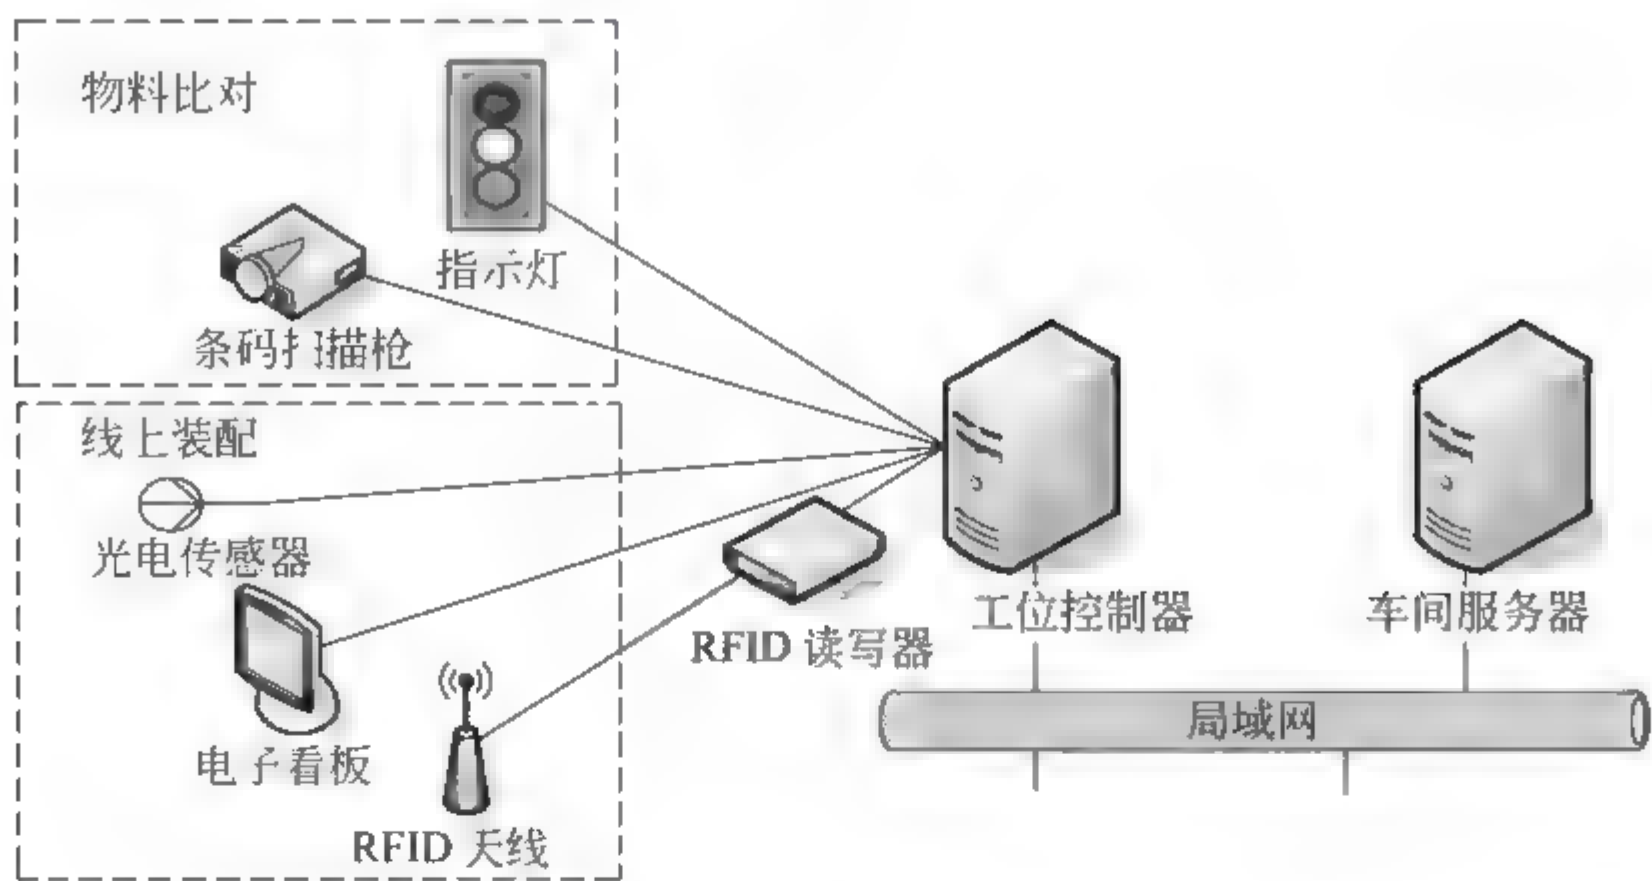 物料比对
指示灯
条码扫描枪
线上装配
光电传感器
电子看板
RFID 天线
RFID 读写器
工位控制器
车间服务器
局域网